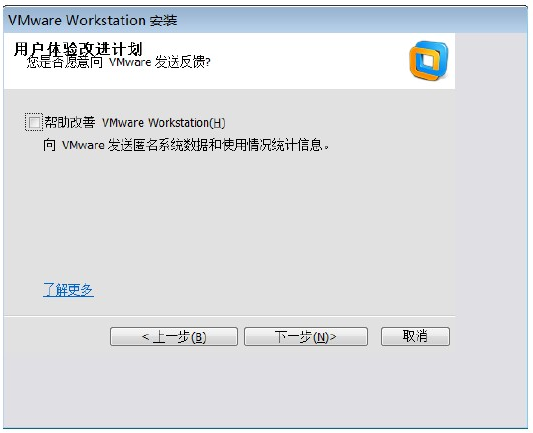 VMware Workstation 安装
用户体验改进计划
您是否愿意向 VMware 发送反馈?
帮助改善 VMware Workstation(H)
向 VMware 发送匿名系统数据和使用情况统计信息。
了解更多
< 上一步(B)
下一步(N)>
取消